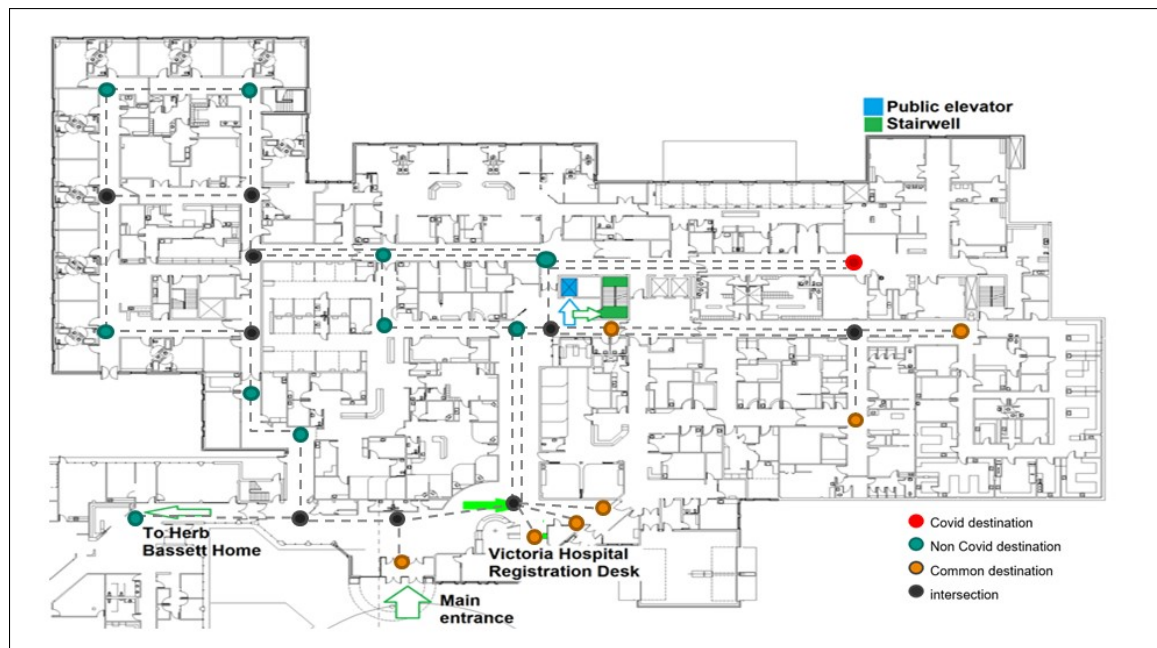 Public elevator
Stairwell
To Herb
Bassett Home
Victoria Hospital
Registration Desk
Main
entrance
Covid destination
Non Covid destination
Common destination
intersection